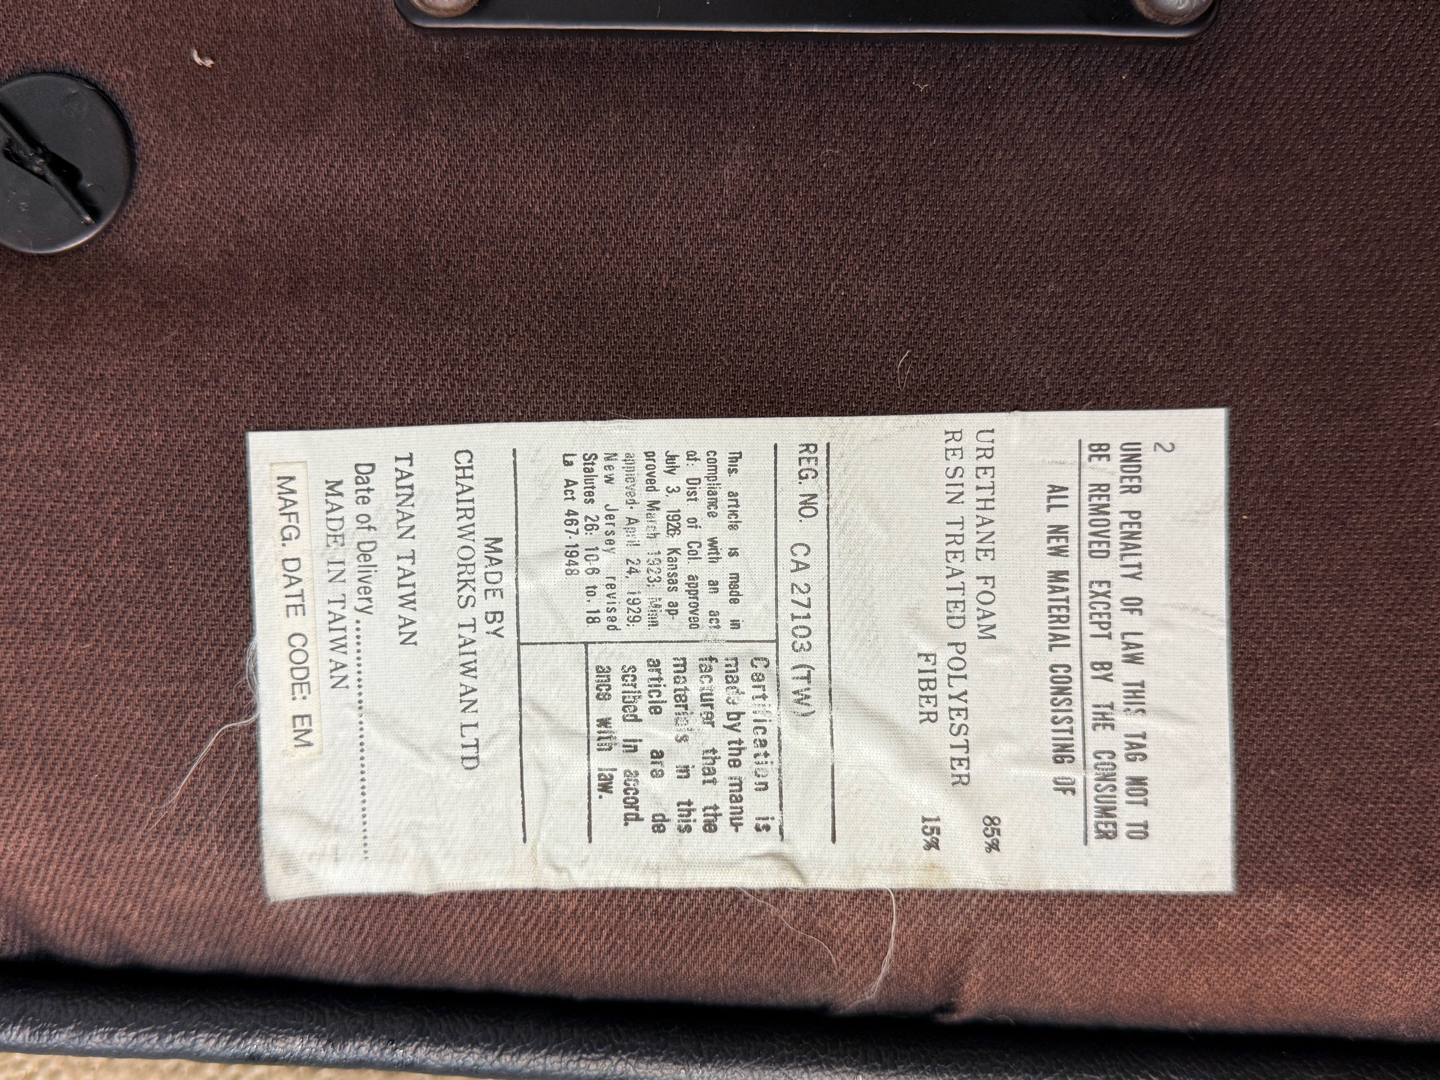 2
UNDER PENALTY OF LAW THIS TAG NOT TO
BE REMOVED EXCEPT BY THE CONSUMER
ALL NEW MATERIAL CONSISTING OF
URETHANE FOAM 85%
RESIN TREATED POLYESTER
FIBER 15%
REG. NO. CA 27103 (TW)
This. article is made in
compliance with an act
of: Dist of Col. approved
July 3, 1926; Kansas ap-
proved March 1923; Minn.
approved. April 24, 1929;
New Jersey revised
Statutes 26: 10-6 to. 18
La Act 467-1948
Certification is
made by the manu-
facturer that the
materials in this
article are de
scribed in accord.
ance with law.
MADE BY
CHAIRWORKS TAIWAN LTD
TAINAN TAIWAN
Date of Delivery........................................
MADE IN TAIWAN
MAFG. DATE CODE: EM